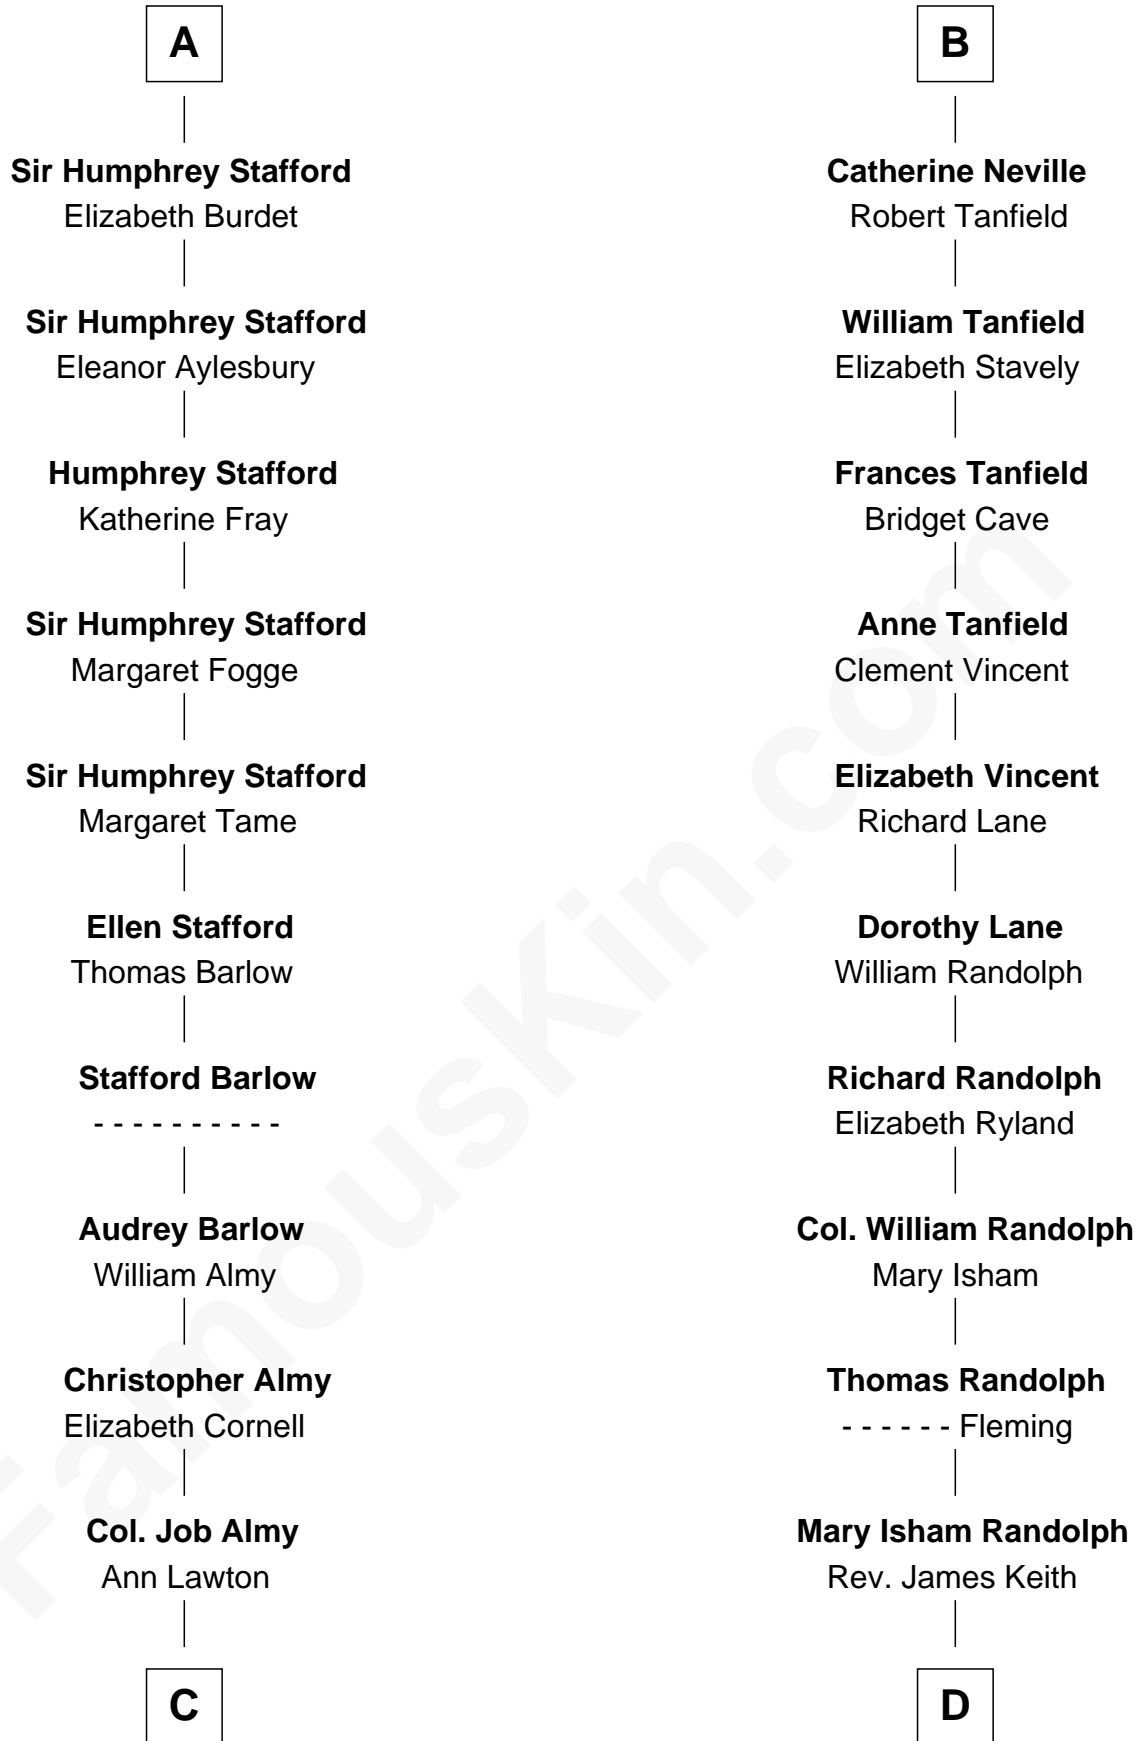 A
Sir Humphrey Stafford
Elizabeth Burdet
Sir Humphrey Stafford
Eleanor Aylesbury
Humphrey Stafford
Katherine Fray
Sir Humphrey Stafford
Margaret Fogge
Sir Humphrey Stafford
Margaret Tame
Ellen Stafford
Thomas Barlow
Stafford Barlow
- - - - - - - - - -
Audrey Barlow
William Almy
Christopher Almy
Elizabeth Cornell
Col. Job Almy
Ann Lawton
C
B
Catherine Neville
Robert Tanfield
William Tanfield
Elizabeth Stavely
Frances Tanfield
Bridget Cave
Anne Tanfield
Clement Vincent
Elizabeth Vincent
Richard Lane
Dorothy Lane
William Randolph
Richard Randolph
Elizabeth Ryland
Col. William Randolph
Mary Isham
Thomas Randolph
- - - - - - Fleming
Mary Isham Randolph
Rev. James Keith
D
FamousKin.com